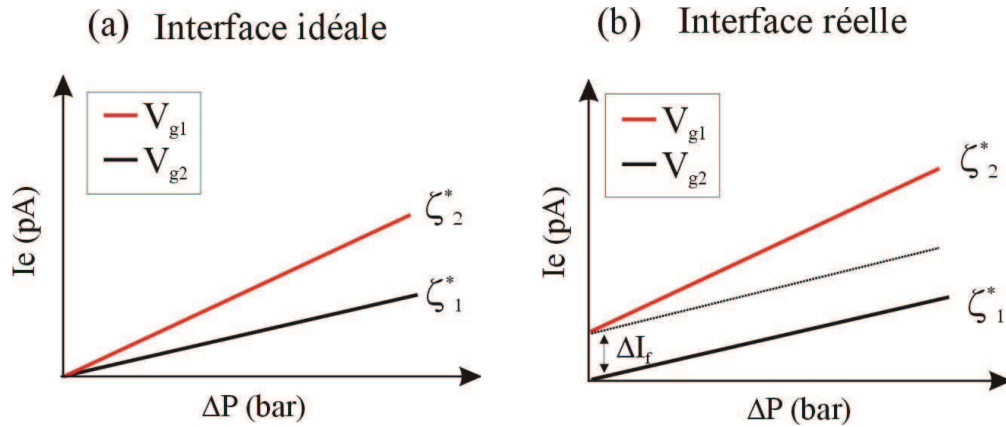 (a) Interface idéale
V_g1
V_g2
Ie (pA)
ζ*_2
ζ*_1
ΔP (bar)
(b) Interface réelle
V_g1
V_g2
Ie (pA)
ζ*_2
ζ*_1
ΔI_f
ΔP (bar)